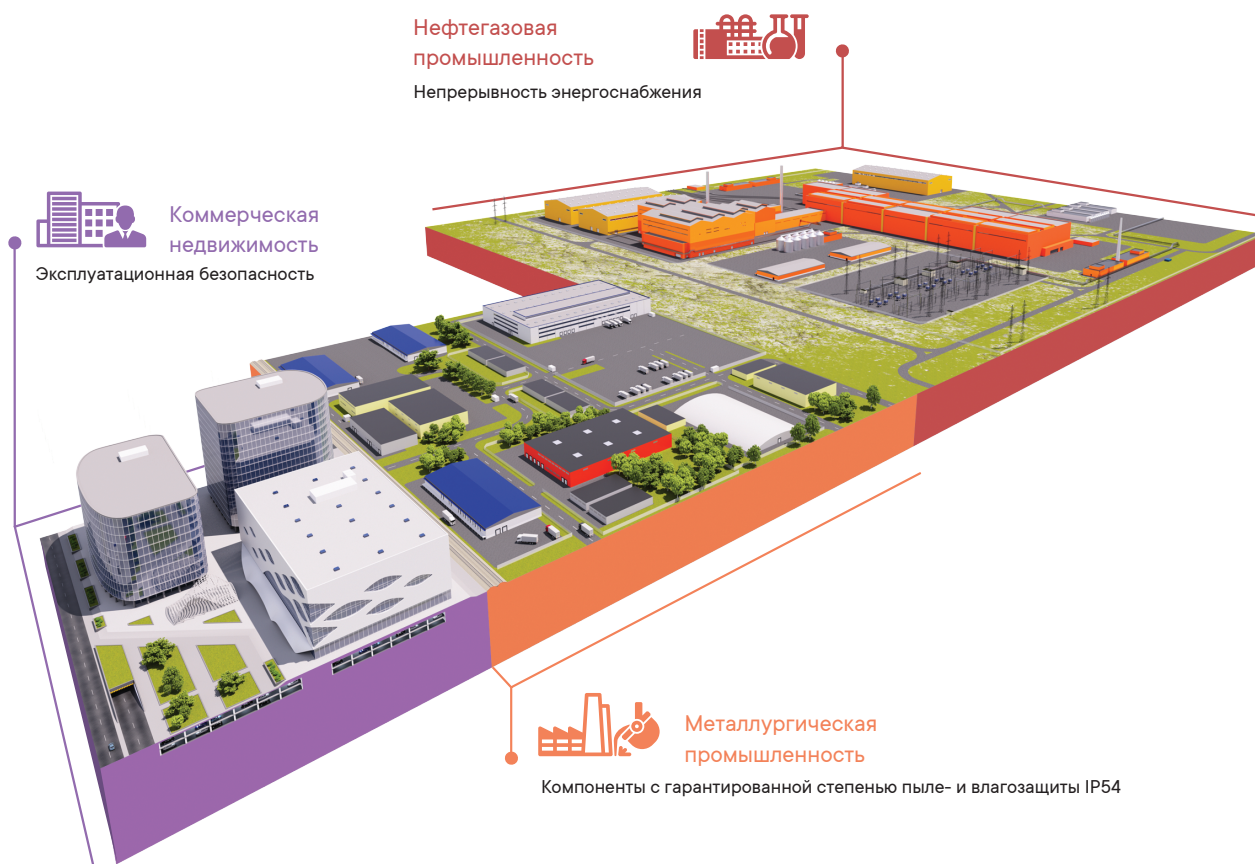 Нефтегазовая
промышленность
Непрерывность энергоснабжения
Коммерческая
недвижимость
Эксплуатационная безопасность
Металлургическая
промышленность
Компоненты с гарантированной степенью пыле- и влагозащиты IP54